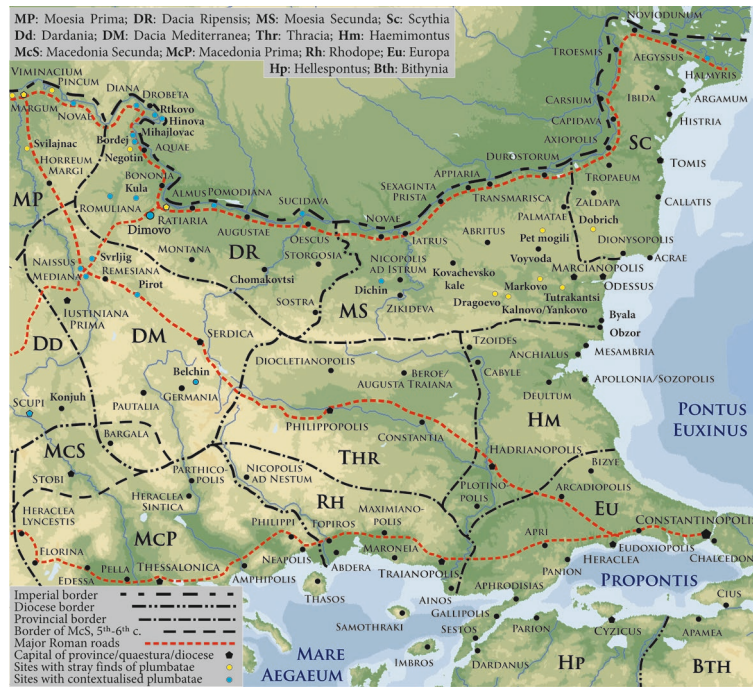 MP: Moesia Prima; DR: Dacia Ripensis; MS: Moesia Secunda; Sc: Scythia
Dd: Dardania; DM: Dacia Mediterranea; Thr: Thracia; Hm: Haemimontus
McS: Macedonia Secunda; McP: Macedonia Prima; Rh: Rhodope; Eu: Europa
Hp: Hellespontus; Bth: Bithynia
NOVIODUNUM
TROESMIS
AEGYSSUS
HALMYRIS
IBIDA
ARGAMUM
CARSIUM
HISTRIA
CAPIDAVA
SC
AXIOPOLIS
TOMIS
TROPAEUM
DUROSTORUM
CALLATIS
VIMINACIUM
PINCUM
MARGUM
NOVAE
DIANA
DROBETA
Rtkovo
Hinova
Mihajlovac
Bordej
Negotin
AQUAE
Svilajnac
HORREUM
MARGI
MP
BONONIA
Kula
ROMULIANA
RATIARIA
Dimovo
ALMUS
POMODIANA
SUCIDAVA
AUGUSTAE
OESCUS
NOVAE
IATRUS
SEXAGINTA
PRISTA
APPIARIA
TRANSMARISCA
ZALDAPA
PALMATAE
Dobrich
ABRITUS
Pet mogili
Voyvoda
DIONYSOPOLIS
ACRAE
MARCIANOPOLIS
ODESSUS
Markovo
Tutrakantsi
Dragoevo
Kalnovo/Yankovo
Kovachevsko
kale
NICOPOLIS
AD ISTRUM
Dichin
ZIKIDEVA
MS
DR
STORGOSIA
MONTANA
Chomakovtsi
SOSTRA
NAISSUS
MEDIANA
Svrljig
REMESIANA
Pirot
IUSTINIANA
PRIMA
DD
DM
SERDICA
Byala
Obzor
TZOIDES
MESAMBRIA
ANCHIALUS
CABYLE
DIOCLETIANOPOLIS
BEROE/
AUGUSTA TRAIANA
DEULTUM
APOLLONIA/SOZOPOLIS
PONTUS
EUXINUS
HM
Belchin
GERMANIA
SCUPI
Konjuh
PAUTALIA
PHILIPPOPOLIS
CONSTANTIA
MCS
BARGALA
HADRIANOPOLIS
THR
STOBI
PARTHICO-
POLIS
NICOPOLIS
AD NESTUM
BIZYE
ARCADIOPOLIS
PLOTINO-
POLIS
EU
HERACLEA
LYNCESTIS
HERACLEA
SINTICA
RH
MAXIMIANO-
POLIS
MCP
PHILIPPI
TOPIROS
APRI
CONSTANTINOPOLIS
FLORINA
EUDOXIOPOLIS
EDESSA
PELLA
THESSALONICA
NEAPOLIS
ABDERA
MARONEIA
TRAIANOPOLIS
PANION
HERACLEA
CHALCEDON
AMPHIPOLIS
PROPONTIS
THASOS
AINOS
APHRODISIAS
GALLIPOLI
CIUS
SAMOTHRAKI
SESTOS
PARION
CYZICUS
APAMEA
IMBROS
DARDANUS
MARE
AEGAEUM
HP
BTH
Imperial border
Diocese border
Provincial border
Border of McS, 5th-6th c.
Major Roman roads
Capital of province/quaestura/diocese
Sites with stray finds of plumbatae
Sites with contextualised plumbatae